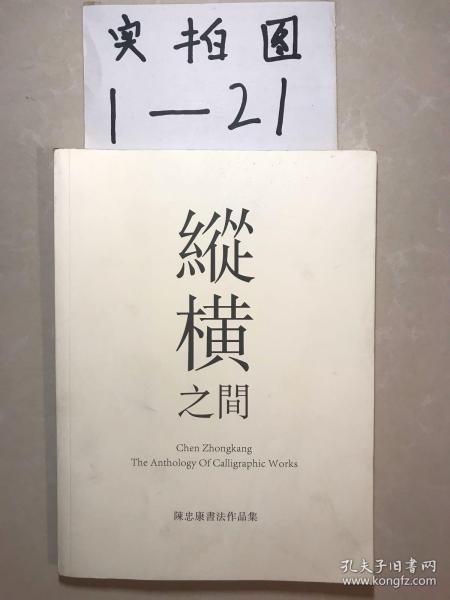 实拍图
1—21
縱
橫
之間
Chen Zhongkang
The Anthology Of Calligraphic Works
陳忠康書法作品集
孔夫子旧书网
www.kongfz.com